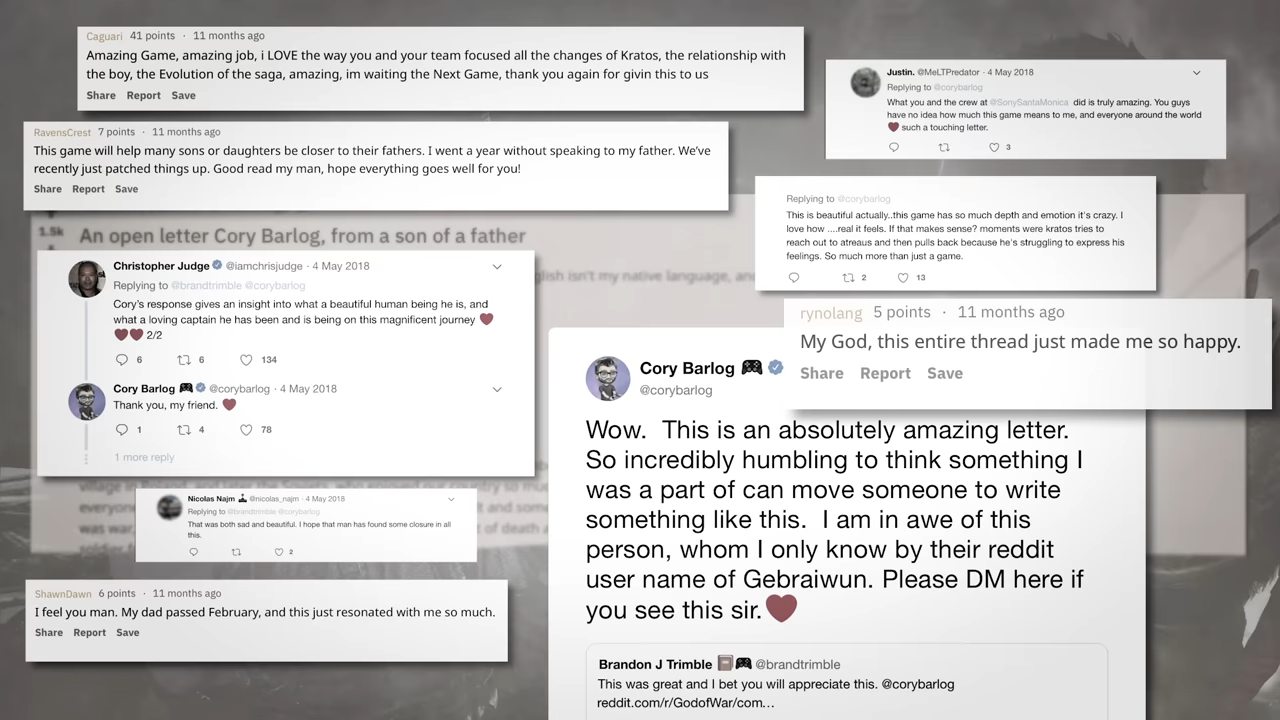 Caguari 41 points · 11 months ago
Amazing Game, amazing job, i LOVE the way you and your team focused all the changes of Kratos, the relationship with
the boy, the Evolution of the saga, amazing, im waiting the Next Game, thank you again for givin this to us
Share Report Save
RavensCrest 7 points · 11 months ago
This game will help many sons or daughters be closer to their fathers. I went a year without speaking to my father. We've
recently just patched things up. Good read my man, hope everything goes well for you!
Share Report Save
1.5k
An open letter Cory Barlog, from a son of a father
glish isn't my native language, and
Christopher Judge @iamchrisjudge · 4 May 2018
Replying to @brandtrimble @corybarlog
Cory's response gives an insight into what a beautiful human being he is, and
what a loving captain he has been and is being on this magnificent journey ❤
❤❤ 2/2
6 6 134
Cory Barlog 🎮 @corybarlog · 4 May 2018
Thank you, my friend. ❤
1 4 78
1 more reply
Nicolas Najm @nicolas_najm · 4 May 2018
Replying to @brandtrimble @corybarlog
That was both sad and beautiful. I hope that man has found some closure in all
this.
2
village in
everyone
was war,
soldier
of death a
ShawnDawn 6 points · 11 months ago
I feel you man. My dad passed February, and this just resonated with me so much.
Share Report Save
Justin. @MeLTPredator · 4 May 2018
Replying to @corybarlog
What you and the crew at @SonySantaMonica did is truly amazing. You guys
have no idea how much this game means to me, and everyone around the world
❤ such a touching letter.
3
Replying to @corybarlog
This is beautiful actually..this game has so much depth and emotion it's crazy. I
love how ....real it feels. If that makes sense? moments were kratos tries to
reach out to atreaus and then pulls back because he's struggling to express his
feelings. So much more than just a game.
2 13
rynolang 5 points · 11 months ago
My God, this entire thread just made me so happy.
Share Report Save
Cory Barlog 🎮
@corybarlog
Wow. This is an absolutely amazing letter.
So incredibly humbling to think something I
was a part of can move someone to write
something like this. I am in awe of this
person, whom I only know by their reddit
user name of Gebraiwun. Please DM here if
you see this sir.❤
Brandon J Trimble 📔🎮 @brandtrimble
This was great and I bet you will appreciate this. @corybarlog
reddit.com/r/GodofWar/com…